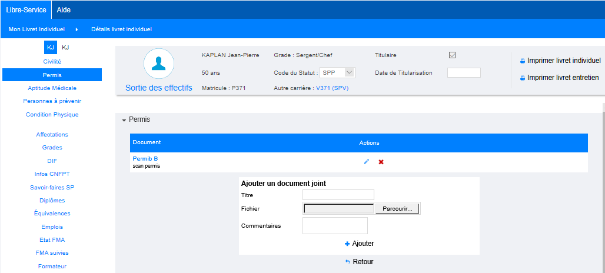 Libre-Service Aide
Mon Livret Individuel Détails livret individuel
KJ KJ
Civilité
Permis
Aptitude Médicale
Personnes à prévenir
Condition Physique
Affectations
Grades
DIF
Infos CNFPT
Savoir-faires SP
Diplômes
Équivalences
Emplois
Etat FMA
FMA suivies
Formateur
Sortie des effectifs
KAPLAN Jean-Pierre Grade : Sergent/Chef Titulaire
50 ans Code du Statut : SPP Date de Titularisation
Matricule : P371 Autre carrière : V371 (SPV)
Imprimer livret individuel
Imprimer livret entretien
Permis
Document Actions
Permib B
scan permis
Ajouter un document joint
Titre
Fichier Parcourir...
Commentaires
Ajouter
Retour